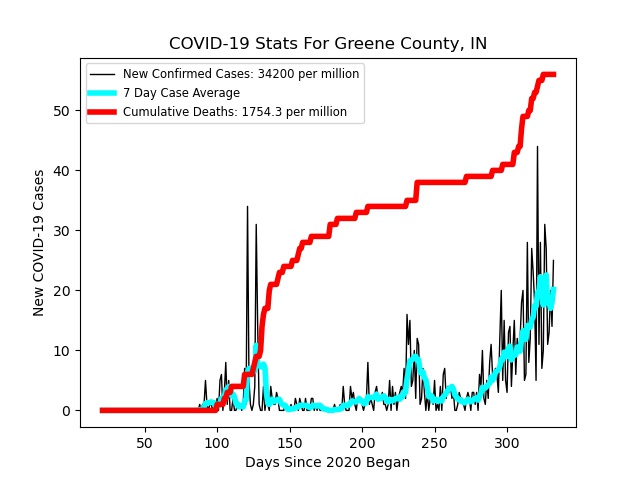 COVID-19 Stats For Greene County, IN
New Confirmed Cases: 34200 per million
7 Day Case Average
Cumulative Deaths: 1754.3 per million
New COVID-19 Cases
50
40
30
20
10
0
50 100 150 200 250 300
Days Since 2020 Began